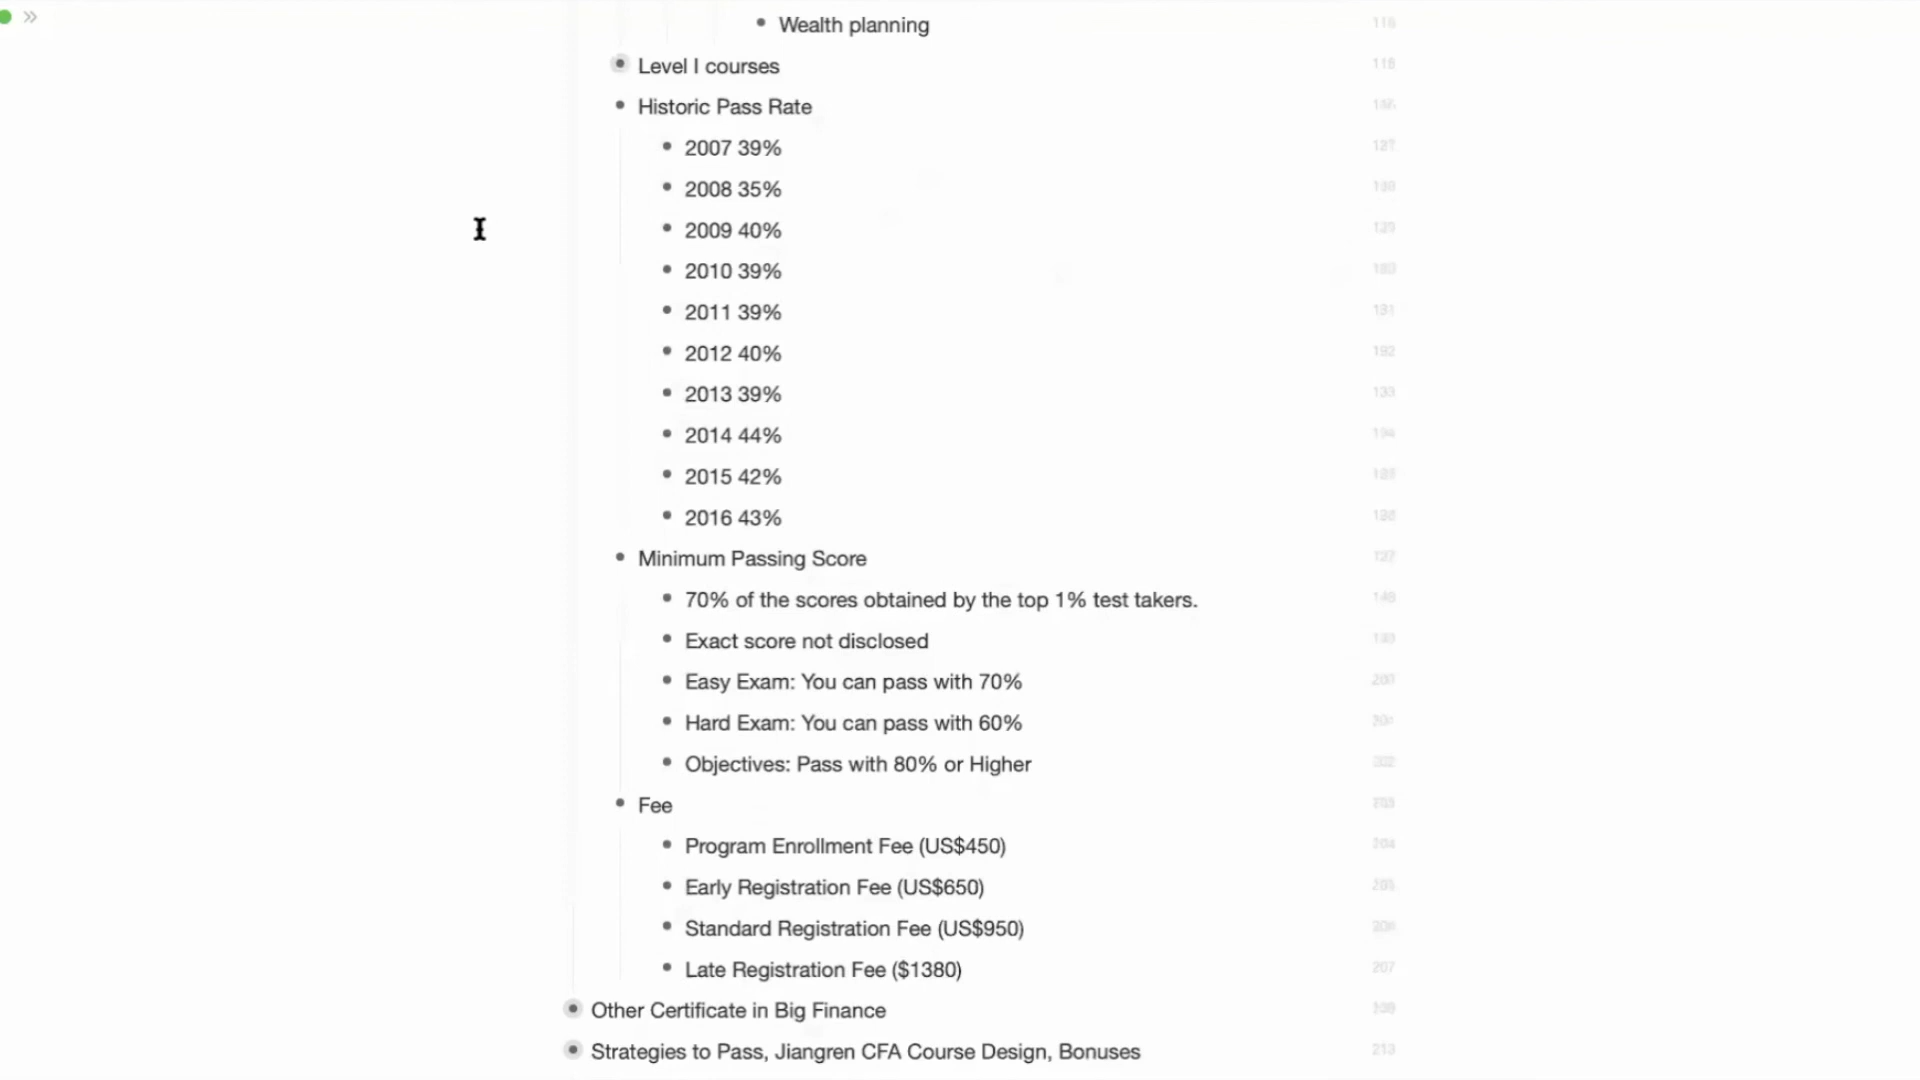 Wealth planning
Level I courses
Historic Pass Rate
2007 39%
2008 35%
2009 40%
2010 39%
2011 39%
2012 40%
2013 39%
2014 44%
2015 42%
2016 43%
Minimum Passing Score
70% of the scores obtained by the top 1% test takers.
Exact score not disclosed
Easy Exam: You can pass with 70%
Hard Exam: You can pass with 60%
Objectives: Pass with 80% or Higher
Fee
Program Enrollment Fee (US$450)
Early Registration Fee (US$650)
Standard Registration Fee (US$950)
Late Registration Fee ($1380)
Other Certificate in Big Finance
Strategies to Pass, Jiangren CFA Course Design, Bonuses